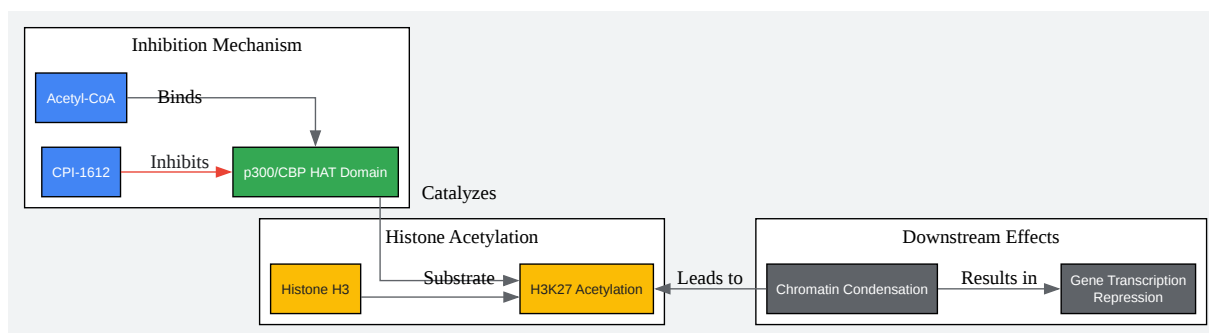 Inhibition Mechanism
Acetyl-CoA
Binds
CPI-1612
Inhibits
p300/CBP HAT Domain
Catalyzes
Histone Acetylation
Histone H3
Substrate
H3K27 Acetylation
Leads to
Downstream Effects
Chromatin Condensation
Results in
Gene Transcription
Repression